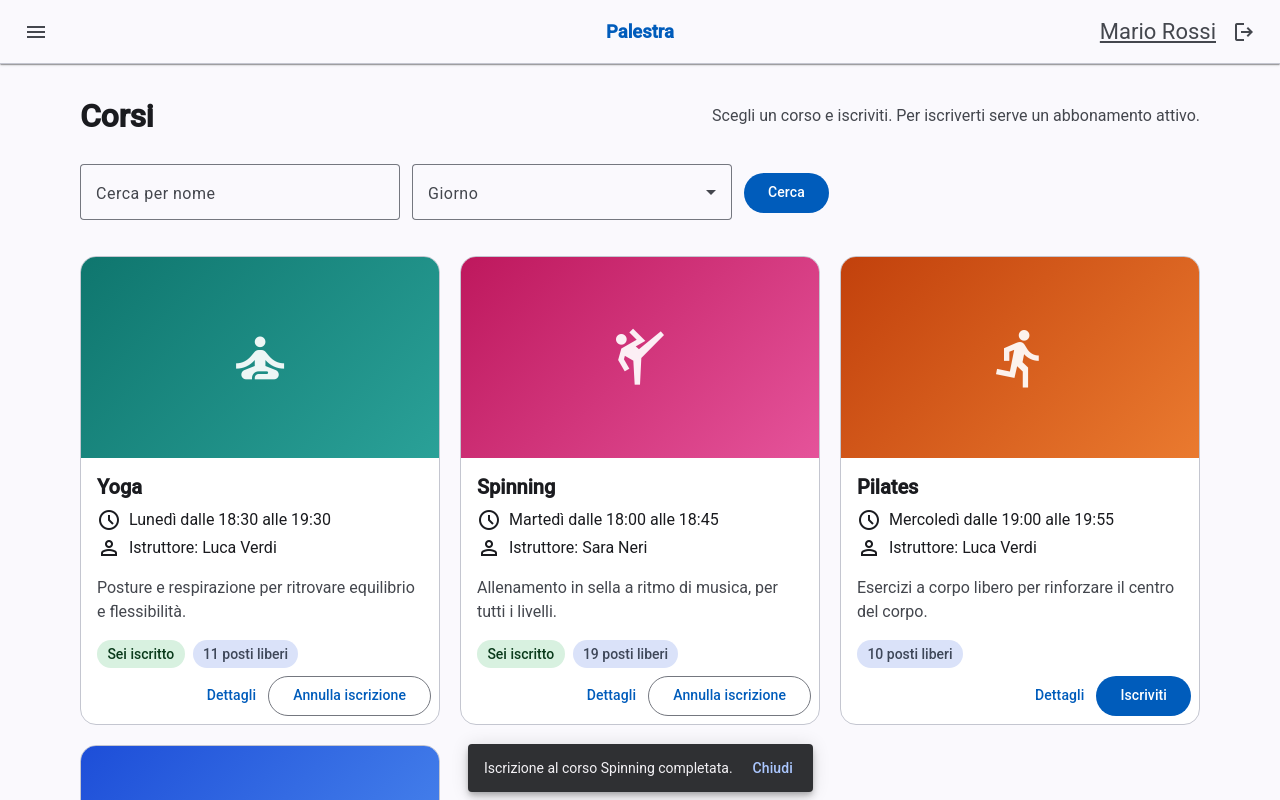 Palestra
Mario Rossi
Corsi
Scegli un corso e iscriviti. Per iscriverti serve un abbonamento attivo.
Cerca per nome
Giorno
Cerca
Yoga
Lunedì dalle 18:30 alle 19:30
Istruttore: Luca Verdi
Posture e respirazione per ritrovare equilibrio
e flessibilità.
Sei iscritto
11 posti liberi
Dettagli
Annulla iscrizione
Spinning
Martedì dalle 18:00 alle 18:45
Istruttore: Sara Neri
Allenamento in sella a ritmo di musica, per
tutti i livelli.
Sei iscritto
19 posti liberi
Dettagli
Annulla iscrizione
Pilates
Mercoledì dalle 19:00 alle 19:55
Istruttore: Luca Verdi
Esercizi a corpo libero per rinforzare il centro
del corpo.
10 posti liberi
Dettagli
Iscriviti
Iscrizione al corso Spinning completata.
Chiudi